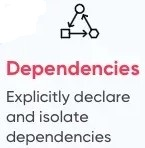 Dependencies
Explicitly declare
and isolate
dependencies